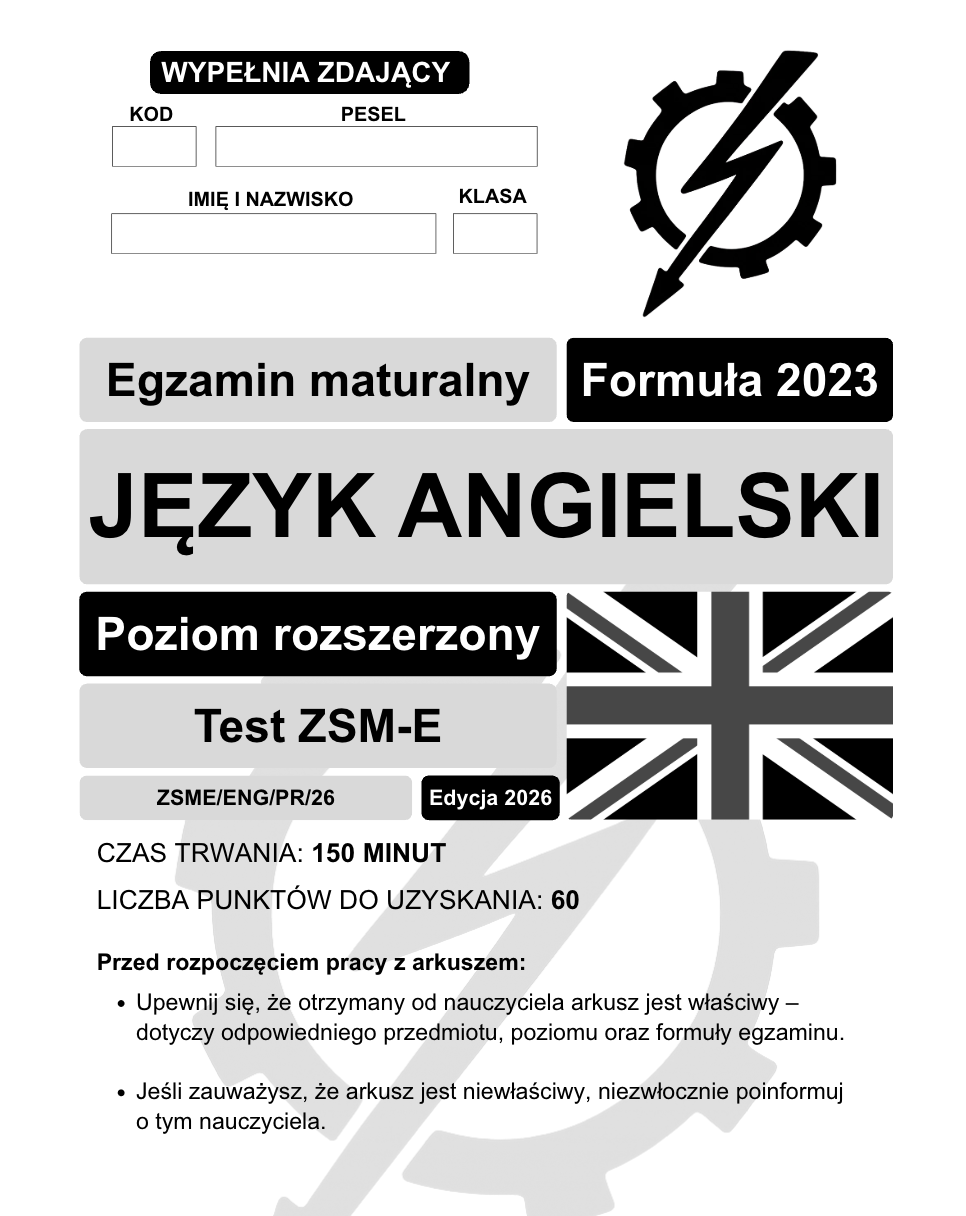 WYPEŁNIA ZDAJĄCY
KOD PESEL
IMIĘ I NAZWISKO KLASA
Egzamin maturalny Formuła 2023
JĘZYK ANGIELSKI
Poziom rozszerzony
Test ZSM-E
ZSME/ENG/PR/26 Edycja 2026
CZAS TRWANIA: 150 MINUT
LICZBA PUNKTÓW DO UZYSKANIA: 60
Przed rozpoczęciem pracy z arkuszem:
• Upewnij się, że otrzymany od nauczyciela arkusz jest właściwy –
dotyczy odpowiedniego przedmiotu, poziomu oraz formuły egzaminu.
• Jeśli zauważysz, że arkusz jest niewłaściwy, niezwłocznie poinformuj
o tym nauczyciela.